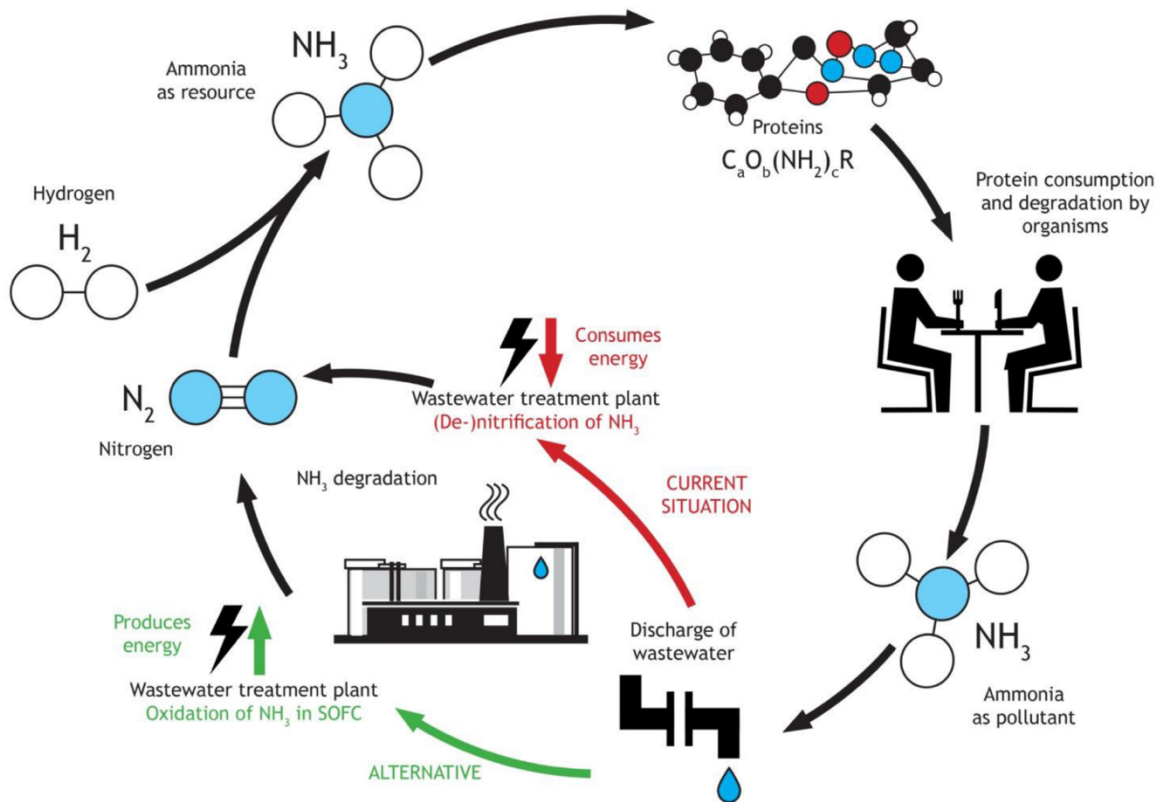 NH₃
Ammonia
as resource
Hydrogen
H₂
N₂
Nitrogen
Proteins
CₐO_b(NH₂)_cR
Protein consumption
and degradation by
organisms
NH₃
Ammonia
as pollutant
Discharge of
wastewater
CURRENT
SITUATION
Consumes
energy
Wastewater treatment plant
(De-)nitrification of NH₃
NH₃ degradation
ALTERNATIVE
Produces
energy
Wastewater treatment plant
Oxidation of NH₃ in SOFC